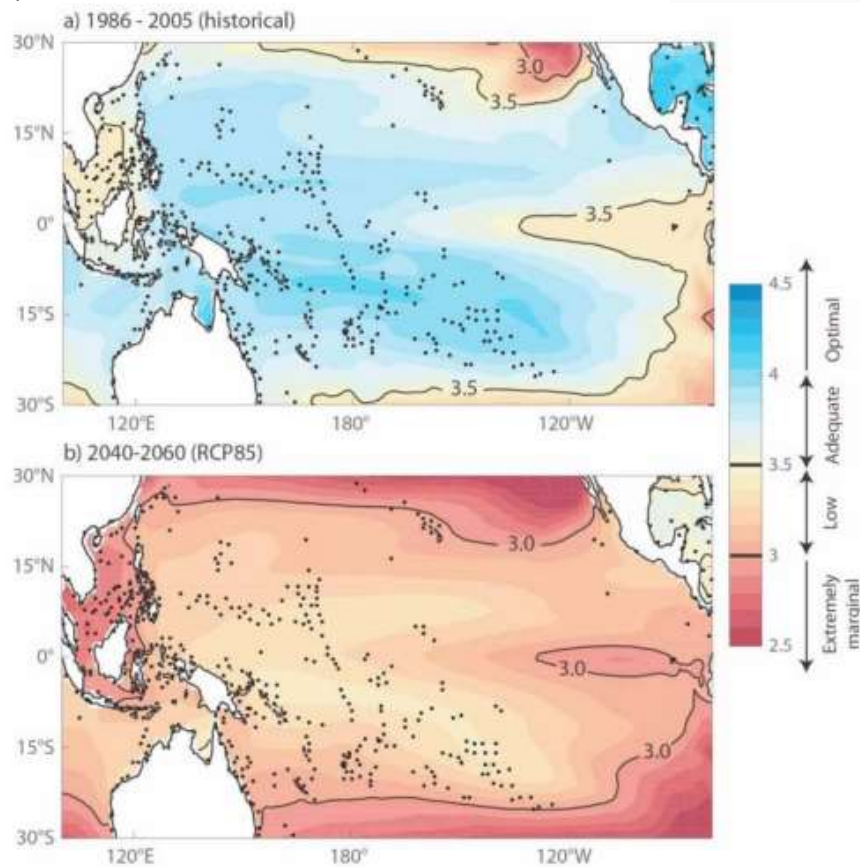 a) 1986 - 2005 (historical)
30°N
3.0
3.5
15°N
3.5
0°
15°S
3.5
30°S
120°E 180° 120°W
b) 2040-2060 (RCP85)
30°N
3.0
15°N
3.0
0°
15°S
3.0
30°S
120°E 180° 120°W
4.5
4
3.5
3
2.5
Optimal
Adequate
Low
Extremely
marginal